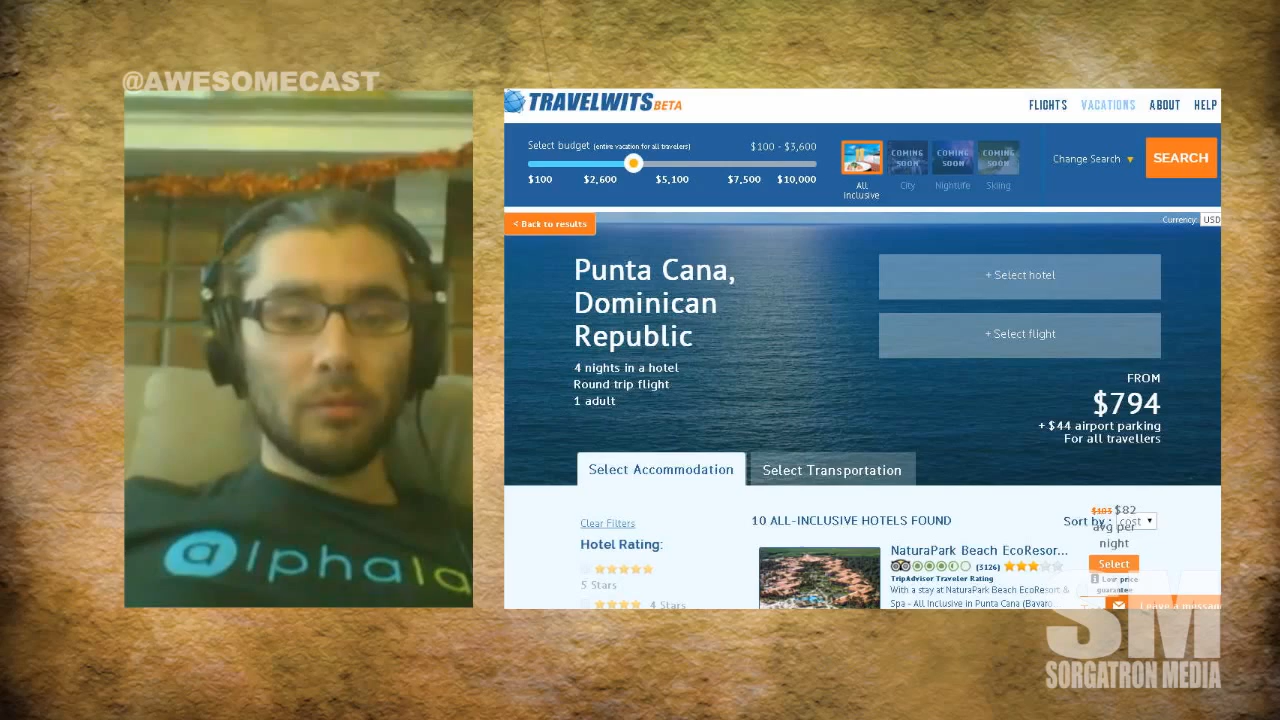 @AWESOMECAST
alphala
TRAVELWITS BETA
FLIGHTS VACATIONS ABOUT HELP
Select budget (entire vacation for all travelers) $100 - $3,600
$100 $2,600 $5,100 $7,500 $10,000
All inclusive
COMING SOON City
COMING SOON Nightlife
COMING SOON Skiing
Change Search ▼
SEARCH
< Back to results
Currency: USD
Punta Cana,
Dominican
Republic
4 nights in a hotel
Round trip flight
1 adult
+ Select hotel
+ Select flight
FROM
$794
+ $44 airport parking
For all travellers
Select Accommodation Select Transportation
Clear Filters
Hotel Rating:
5 Stars
4 Stars
10 ALL-INCLUSIVE HOTELS FOUND
Sort by: cost
$103 $82
avg per
night
Select
Low price
guarantee
NaturaPark Beach EcoResor...
(3126)
TripAdvisor Traveler Rating
With a stay at NaturaPark Beach EcoResort &
Spa - All Inclusive in Punta Cana (Bavaro
Leave a messag
SM
SORGATRON MEDIA